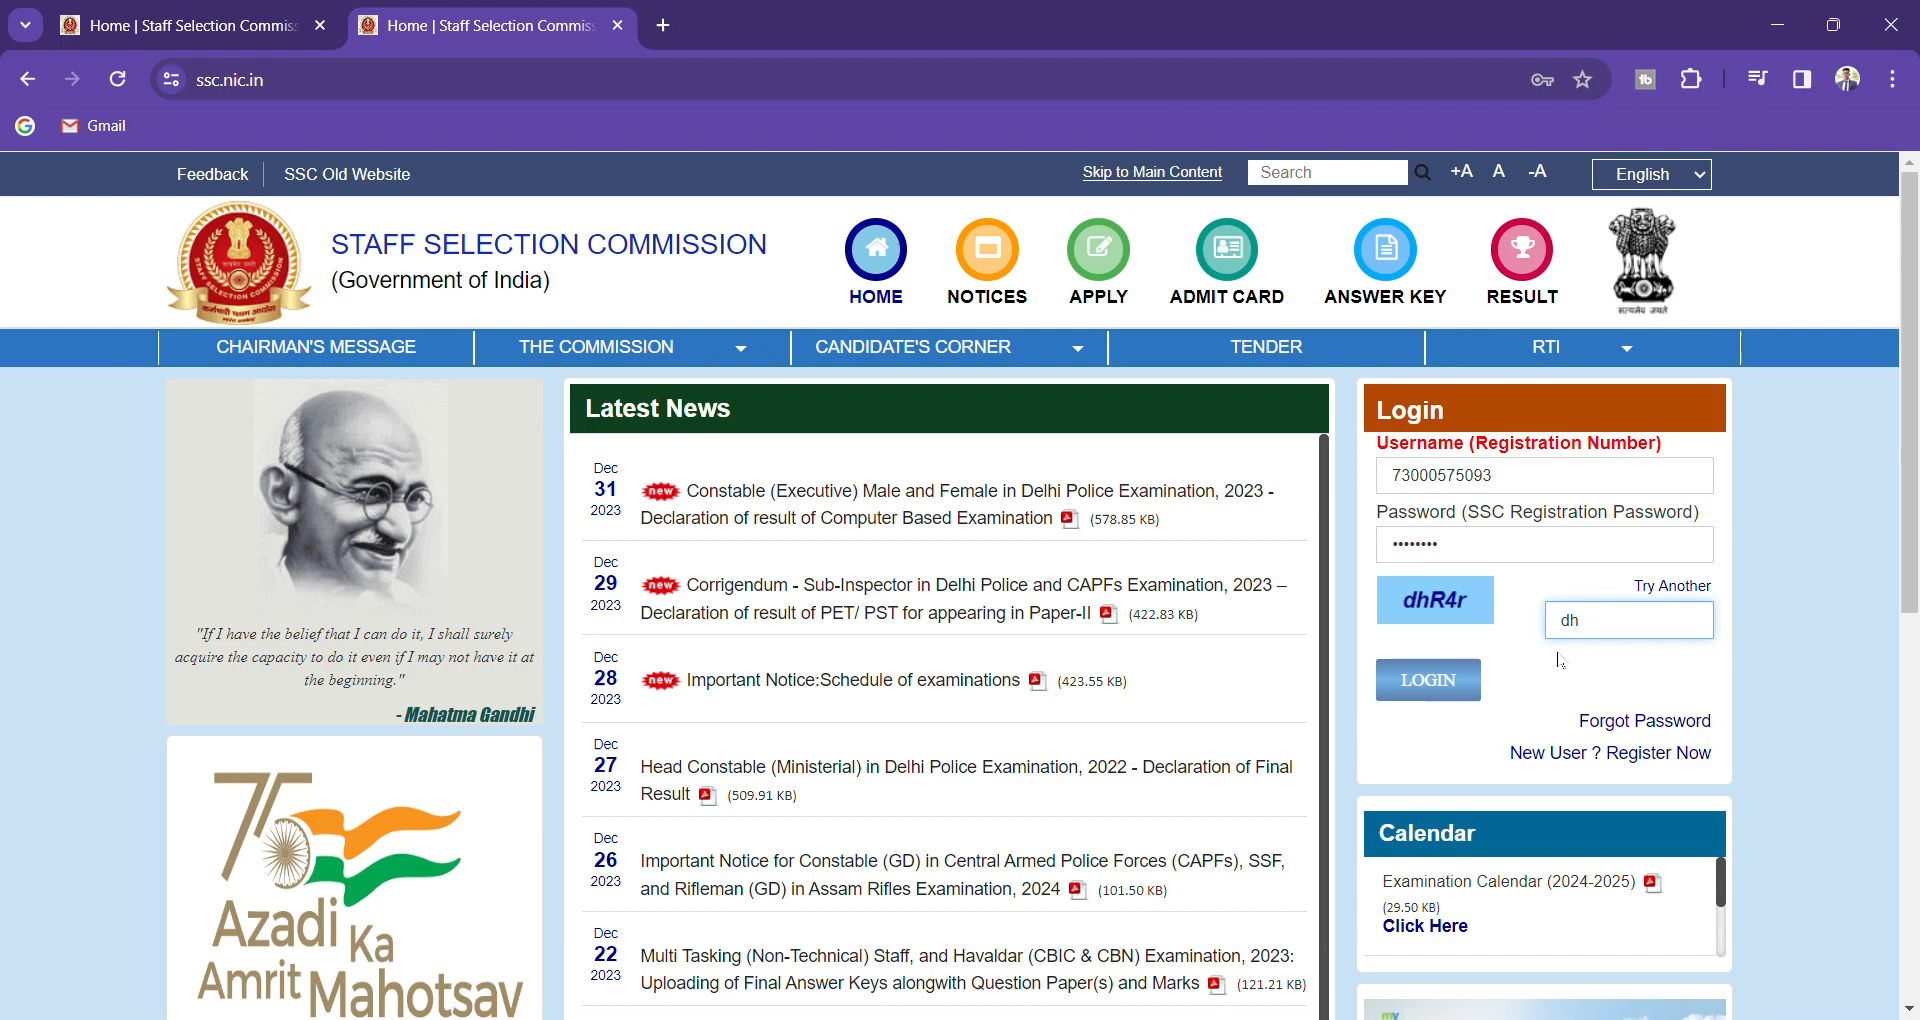 Home | Staff Selection Commis
Home | Staff Selection Commiss
ssc.nic.in
Gmail
Feedback
SSC Old Website
Skip to Main Content
Search
+A A -A
English
STAFF SELECTION COMMISSION
(Government of India)
HOME
NOTICES
APPLY
ADMIT CARD
ANSWER KEY
RESULT
सत्यमेव जयते
CHAIRMAN'S MESSAGE
THE COMMISSION
CANDIDATE'S CORNER
TENDER
RTI
"If I have the belief that I can do it, I shall surely
acquire the capacity to do it even if I may not have it at
the beginning."
- Mahatma Gandhi
75
Azadi Ka
Amrit Mahotsav
Latest News
Dec
31
2023
new Constable (Executive) Male and Female in Delhi Police Examination, 2023 -
Declaration of result of Computer Based Examination (578.85 KB)
Dec
29
2023
new Corrigendum - Sub-Inspector in Delhi Police and CAPFs Examination, 2023 –
Declaration of result of PET/ PST for appearing in Paper-II (422.83 KB)
Dec
28
2023
new Important Notice:Schedule of examinations (423.55 KB)
Dec
27
2023
Head Constable (Ministerial) in Delhi Police Examination, 2022 - Declaration of Final
Result (509.91 KB)
Dec
26
2023
Important Notice for Constable (GD) in Central Armed Police Forces (CAPFs), SSF,
and Rifleman (GD) in Assam Rifles Examination, 2024 (101.50 KB)
Dec
22
2023
Multi Tasking (Non-Technical) Staff, and Havaldar (CBIC & CBN) Examination, 2023:
Uploading of Final Answer Keys alongwith Question Paper(s) and Marks (121.21 KB)
Login
Username (Registration Number)
73000575093
Password (SSC Registration Password)
••••••••
dhR4r
Try Another
dh
LOGIN
Forgot Password
New User ? Register Now
Calendar
Examination Calendar (2024-2025)
(29.50 KB)
Click Here
my